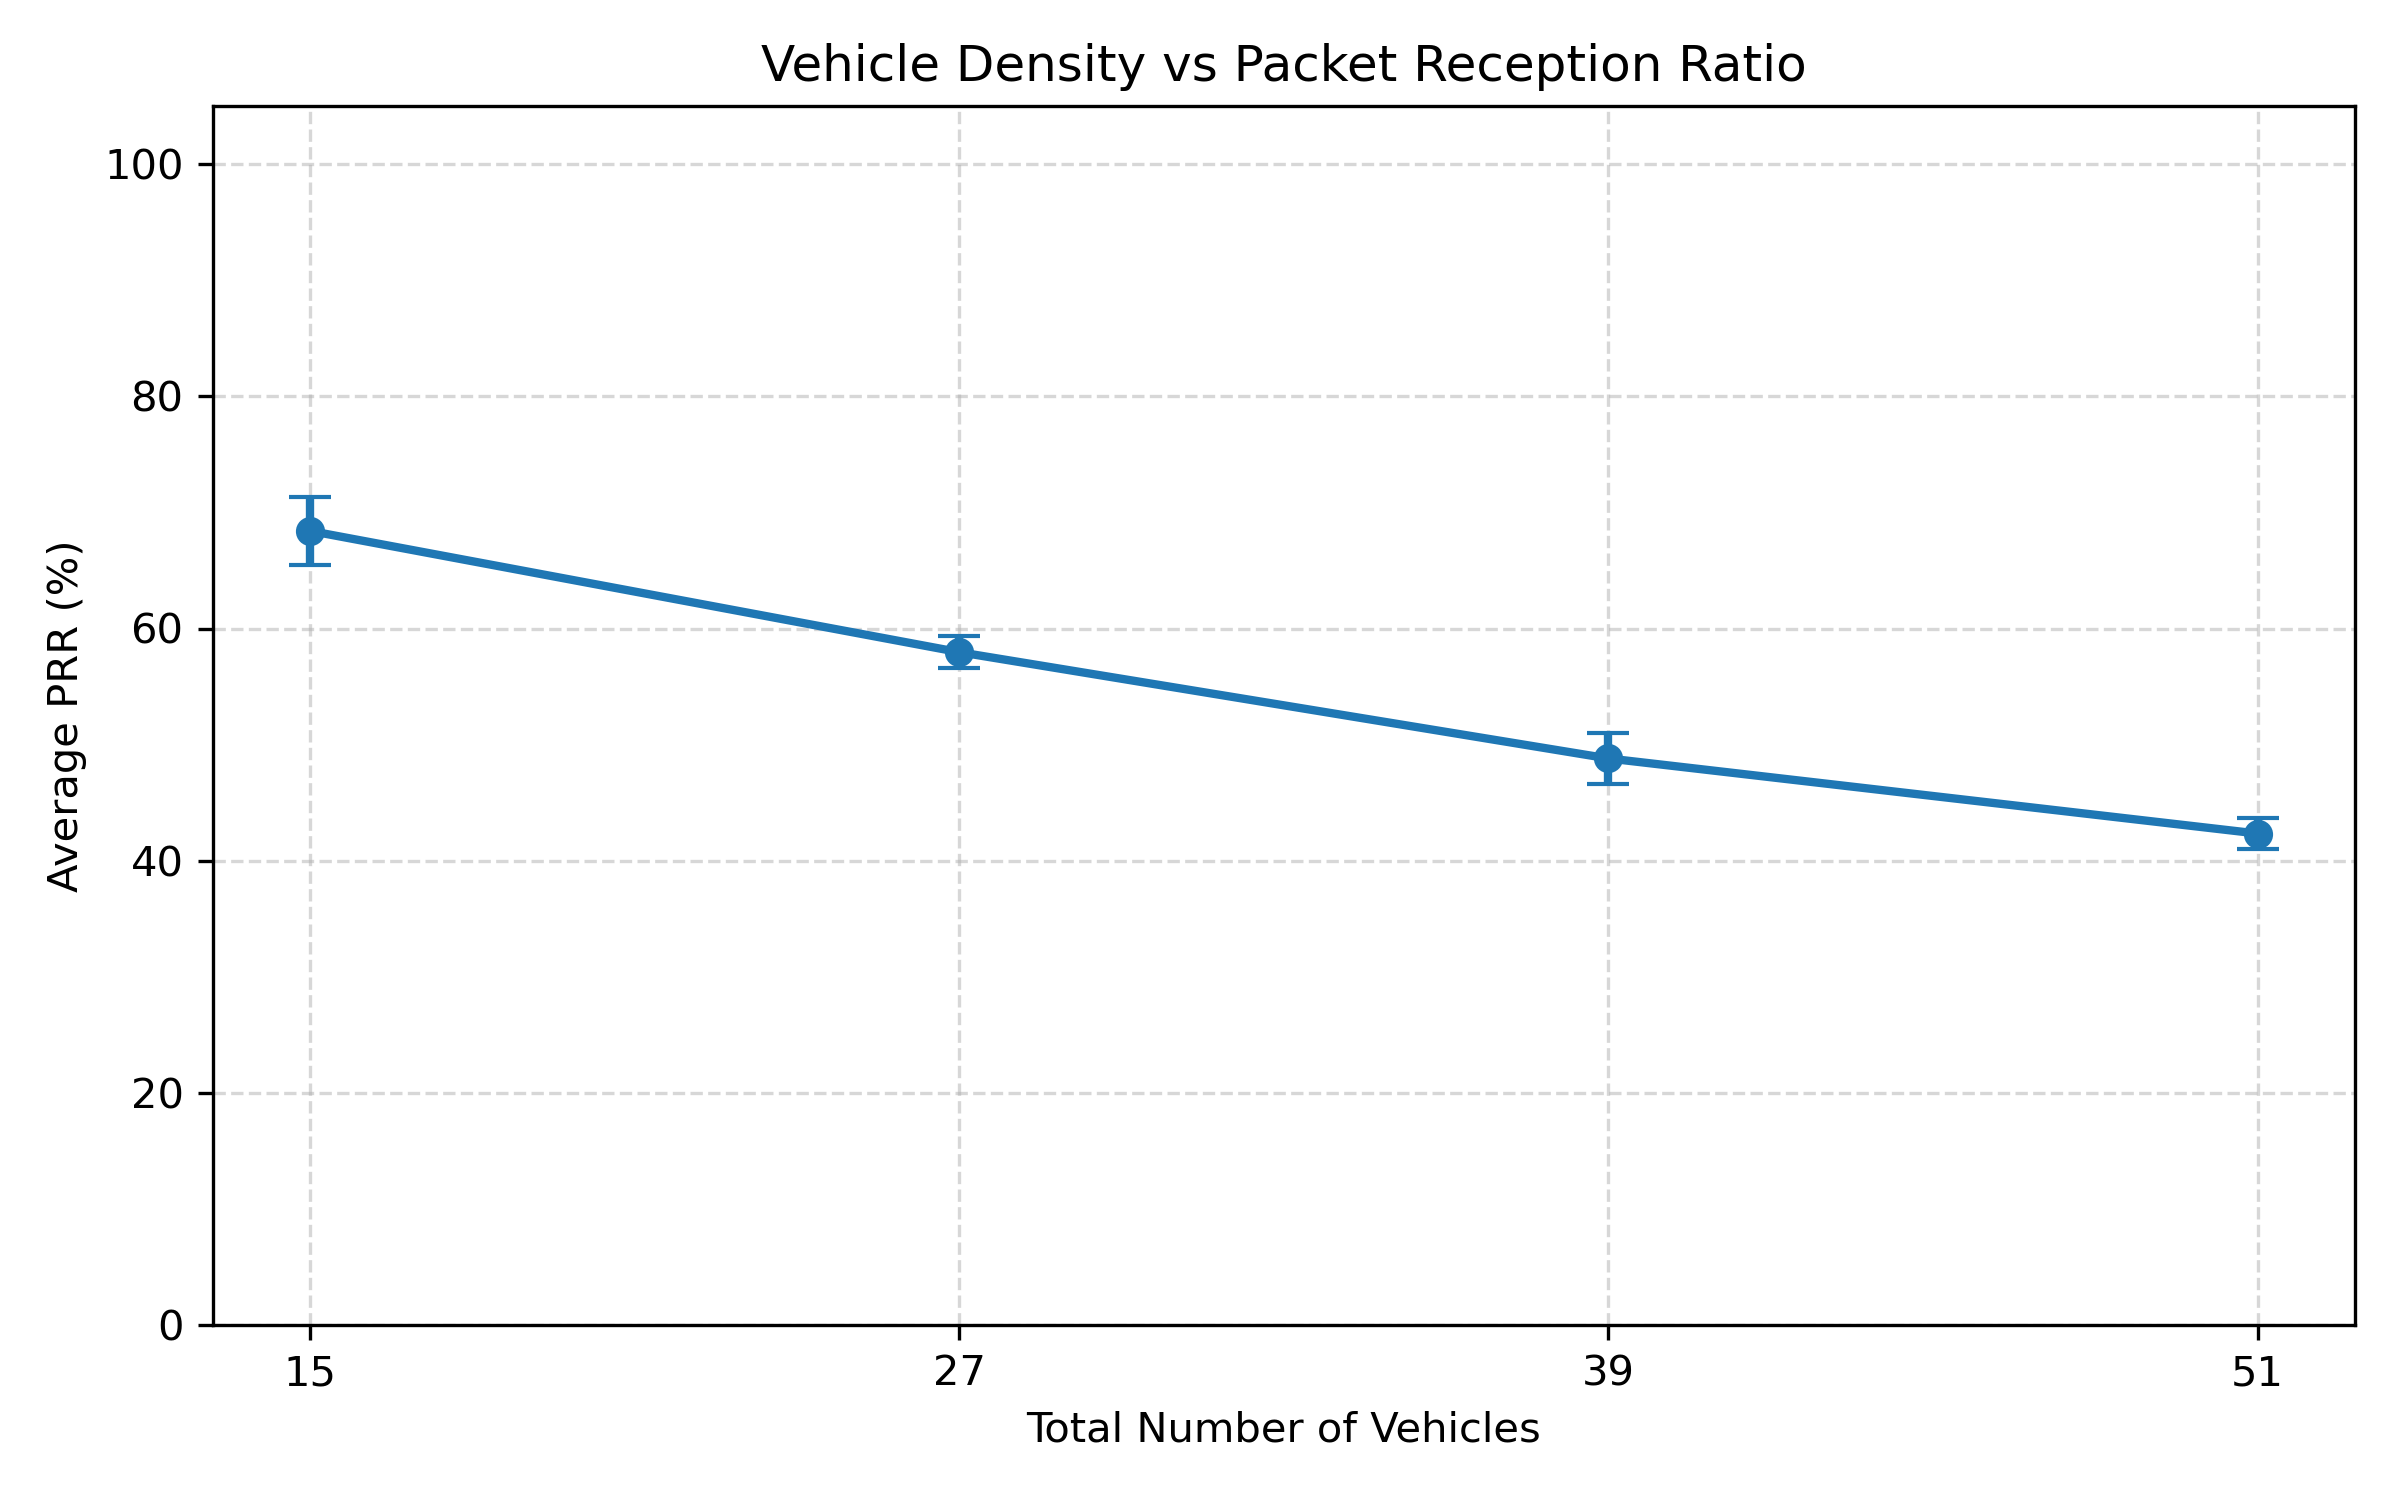 Vehicle Density vs Packet Reception Ratio
100
80
60
40
20
0
Average PRR (%)
15 27 39 51
Total Number of Vehicles